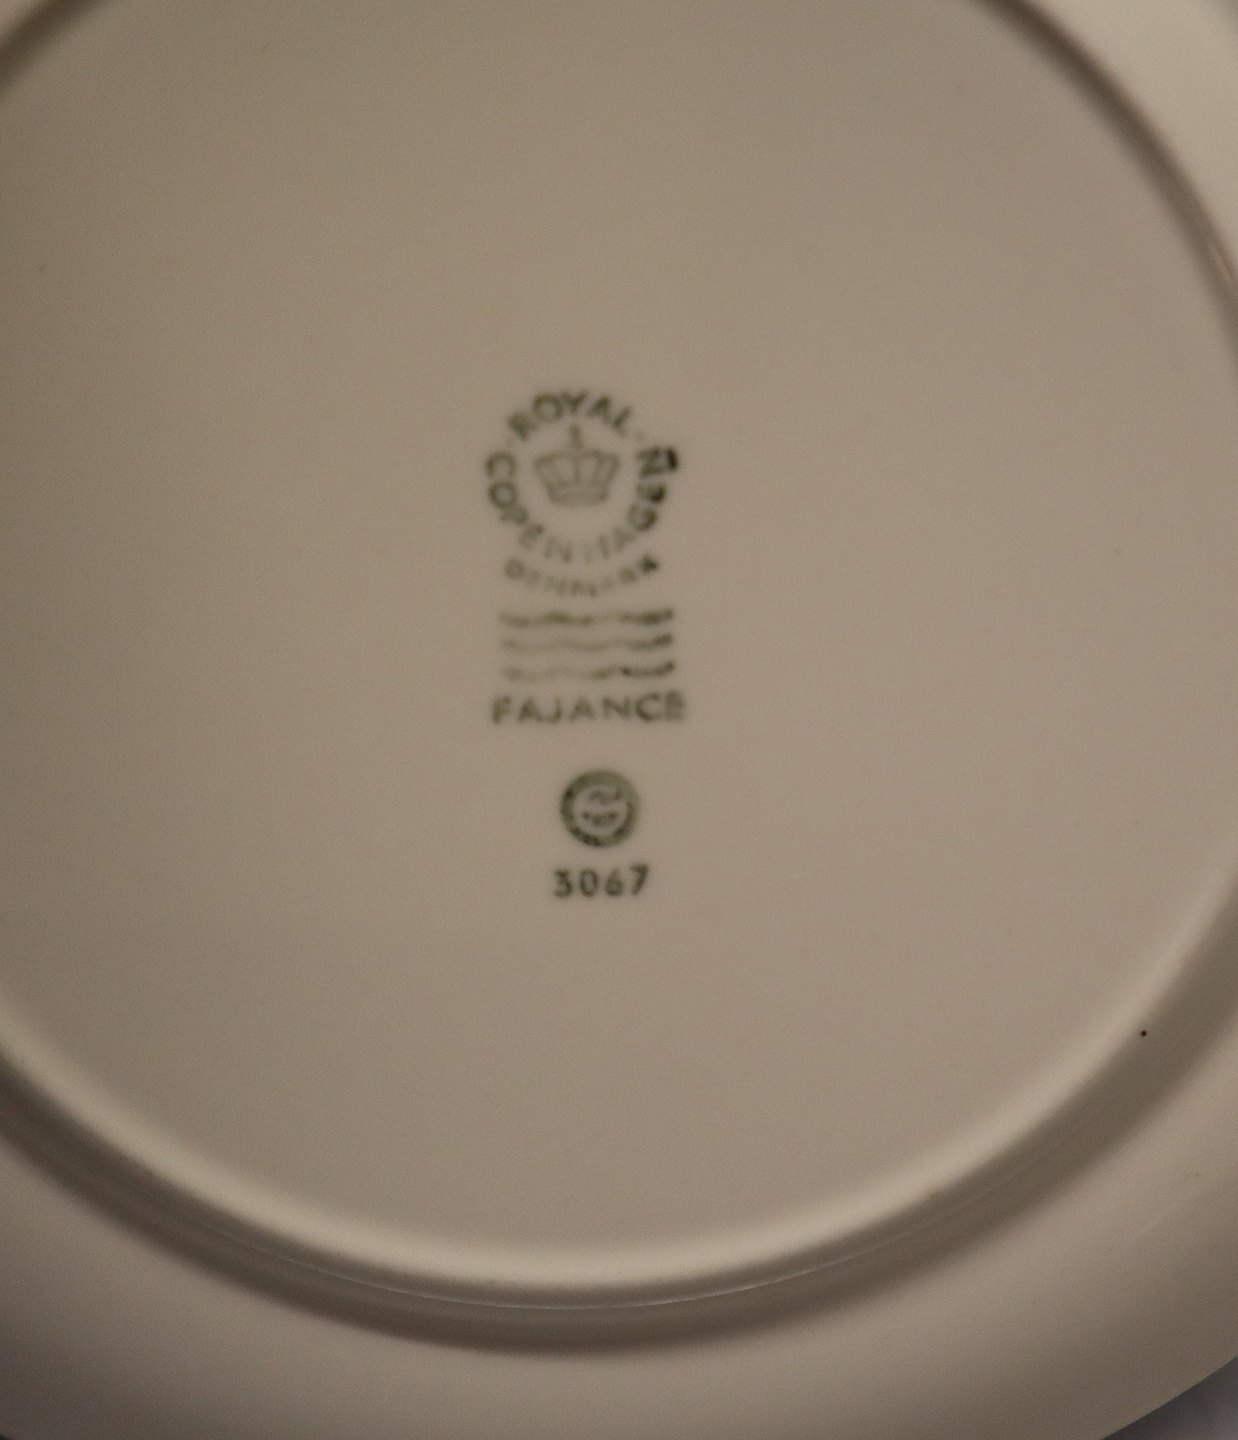 ROYAL
COPENHAGEN
DENMARK
FAJANCE
3067